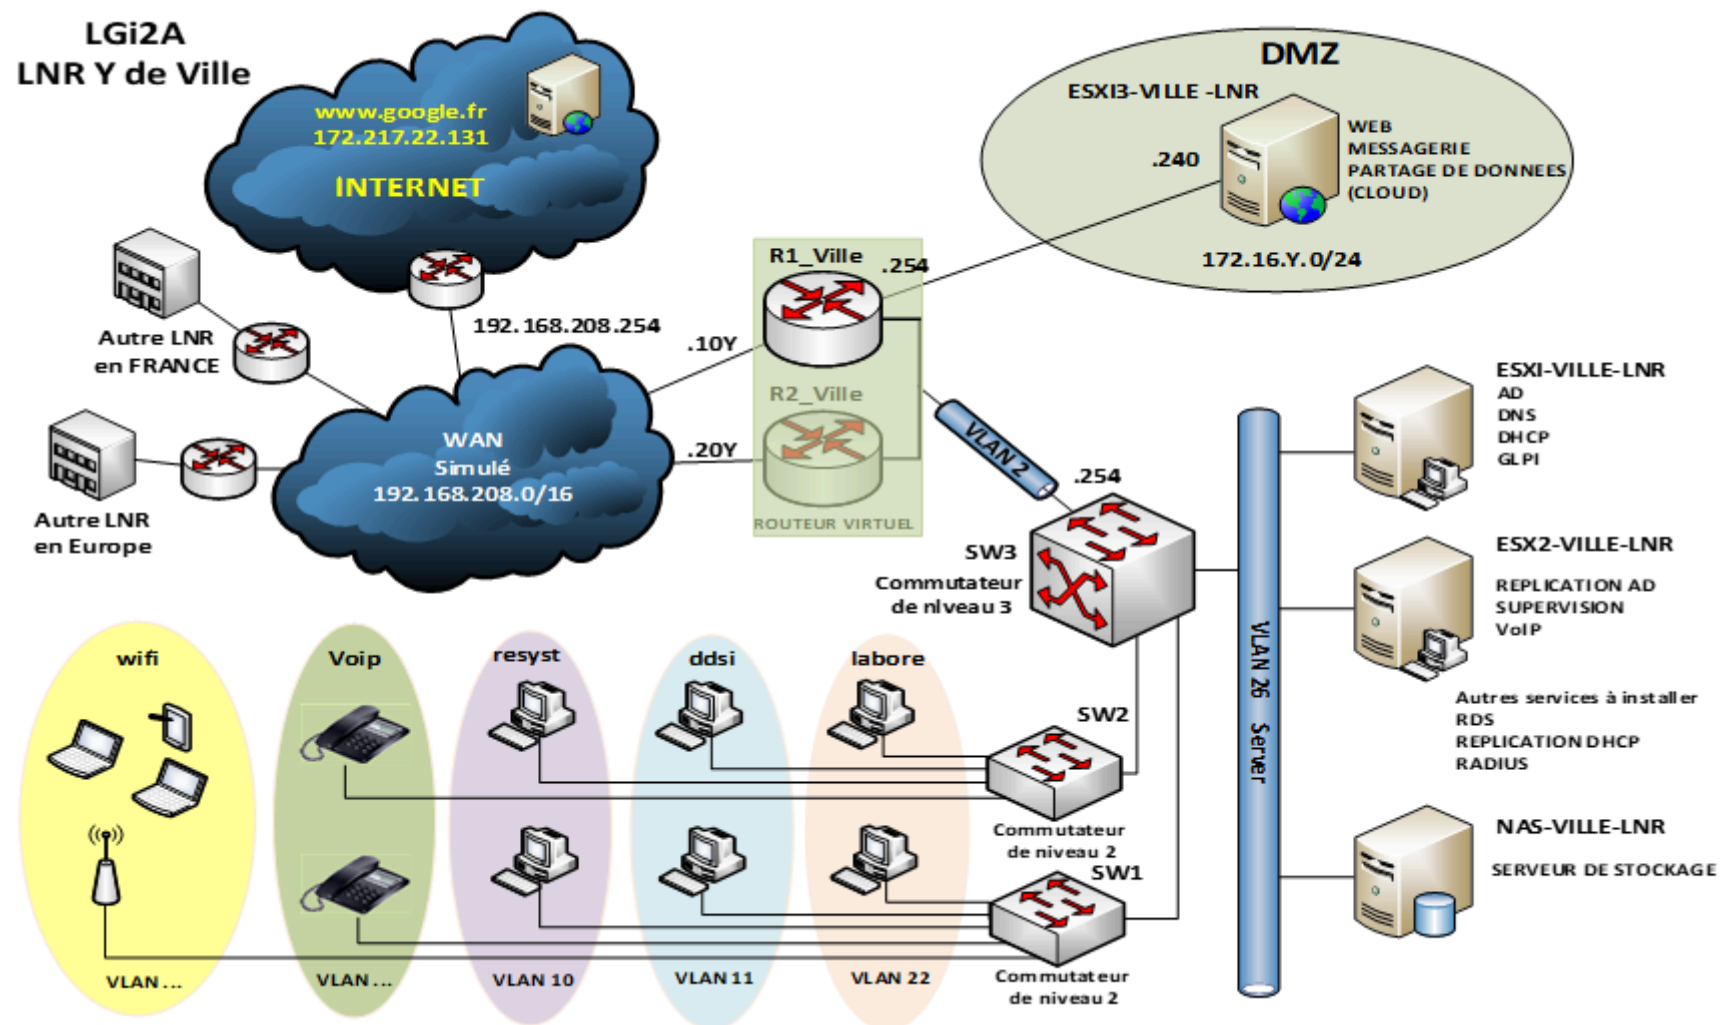 LGi2A
LNR Y de Ville
www.google.fr
172.217.22.131
INTERNET
DMZ
ESXI3-VILLE -LNR
.240
WEB
MESSAGERIE
PARTAGE DE DONNEES
(CLOUD)
172.16.Y.0/24
R1_Ville
.254
192.168.208.254
.10Y
Autre LNR
en FRANCE
R2_Ville
.20Y
ROUTEUR VIRTUEL
WAN
Simulé
192.168.208.0/16
Autre LNR
en Europe
VLAN 2
.254
SW3
Commutateur
de niveau 3
VLAN 26 Server
ESXI-VILLE-LNR
AD
DNS
DHCP
GLPI
ESX2-VILLE-LNR
REPLICATION AD
SUPERVISION
VoIP
Autres services à installer
RDS
REPLICATION DHCP
RADIUS
NAS-VILLE-LNR
SERVEUR DE STOCKAGE
wifi
Voip
resyst
ddsi
labore
SW2
Commutateur
de niveau 2
SW1
Commutateur
de niveau 2
VLAN ...
VLAN ...
VLAN 10
VLAN 11
VLAN 22